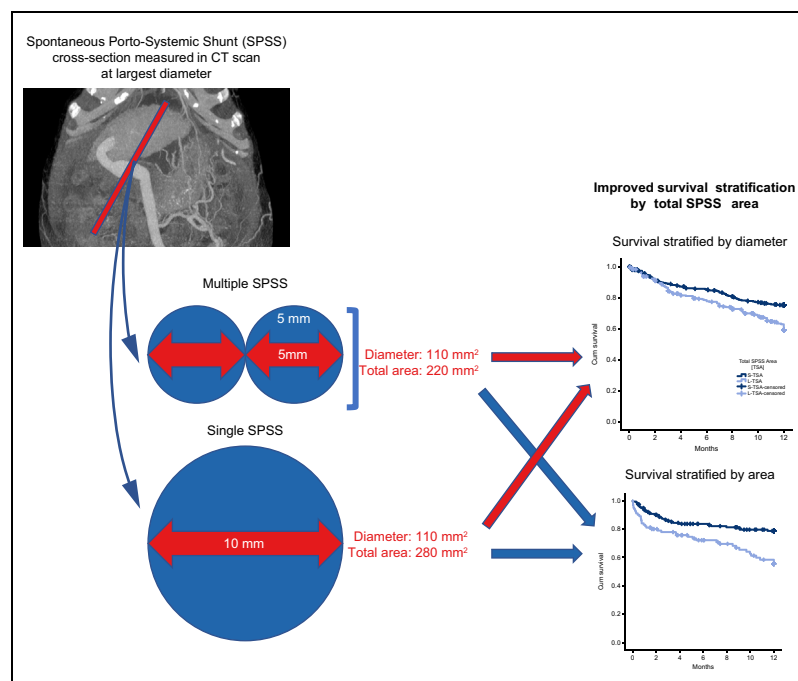 Spontaneous Porto-Systemic Shunt (SPSS)
cross-section measured in CT scan
at largest diameter
Multiple SPSS
5 mm
5mm
Diameter: 110 mm²
Total area: 220 mm²
Single SPSS
10 mm
Diameter: 110 mm²
Total area: 280 mm²
Improved survival stratification
by total SPSS area
Survival stratified by diameter
Cum survival
1.0
0.8
0.6
0.4
0.2
0.0
Total SPSS Area
[TSA]
S-TSA
L-TSA
S-TSA-censored
L-TSA-censored
0 2 4 6 8 10 12
Months
Survival stratified by area
Cum survival
1.0
0.8
0.6
0.4
0.2
0.0
0 2 4 6 8 10 12
Months